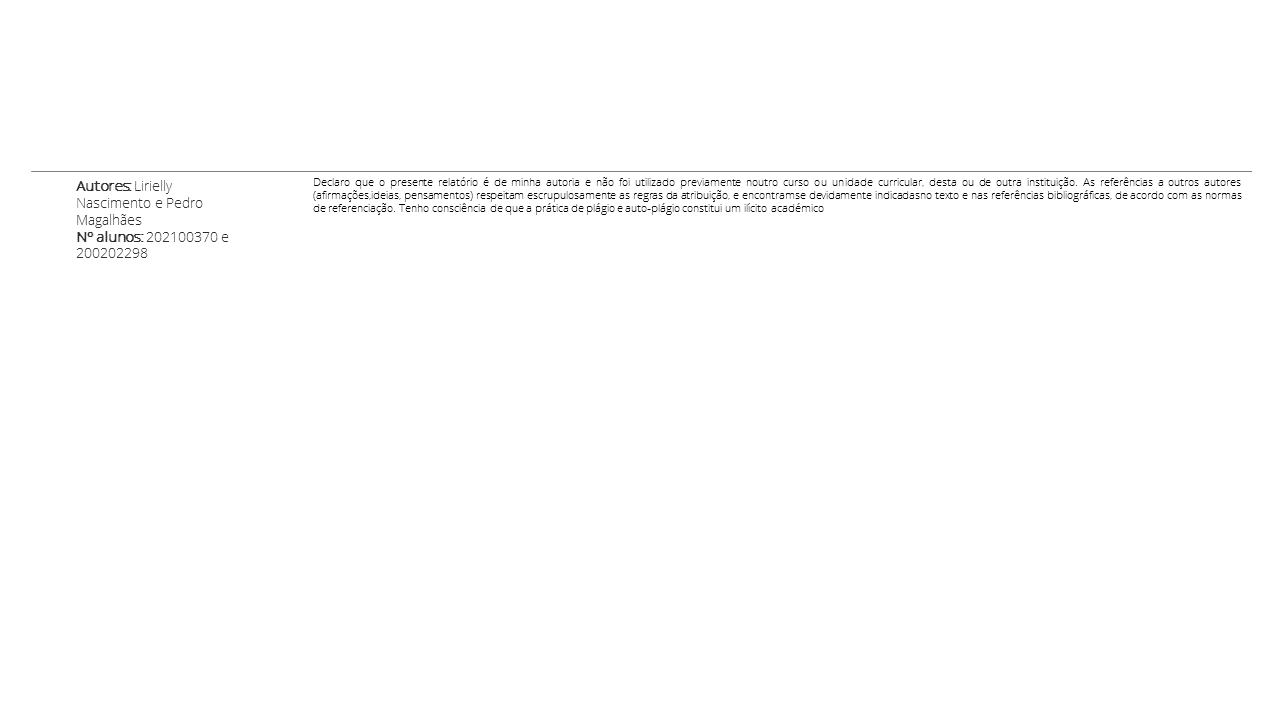 Autores: Lirielly
Nascimento e Pedro
Magalhães
Nº alunos: 202100370 e
200202298
Declaro que o presente relatório é de minha autoria e não foi utilizado previamente noutro curso ou unidade curricular, desta ou de outra instituição. As referências a outros autores
(afirmações,ideias, pensamentos) respeitam escrupulosamente as regras da atribuição, e encontramse devidamente indicadasno texto e nas referências bibliográficas, de acordo com as normas
de referenciação. Tenho consciência de que a prática de plágio e auto-plágio constitui um ilícito académico